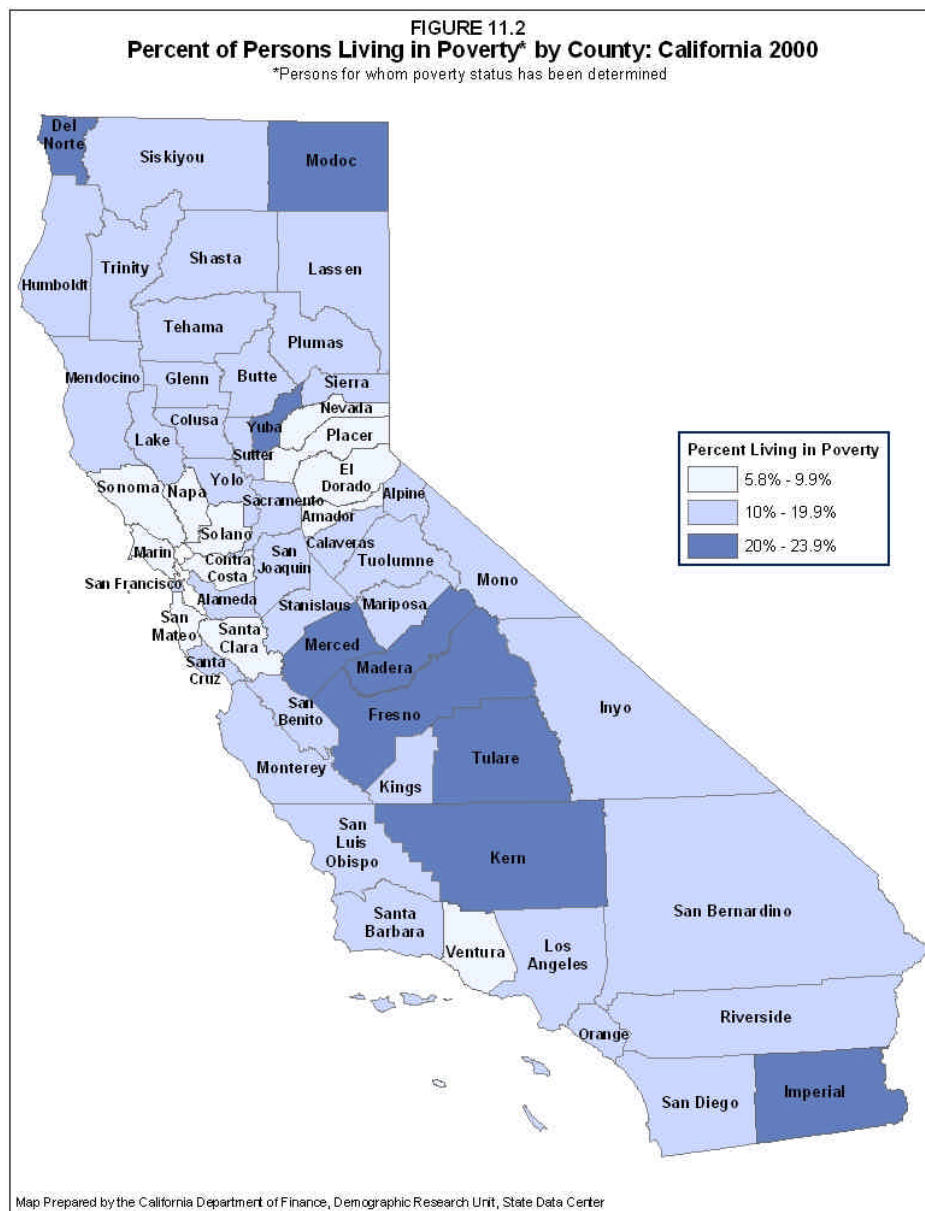 FIGURE 11.2
Percent of Persons Living in Poverty* by County: California 2000
*Persons for whom poverty status has been determined
Del
Norte
Siskiyou
Modoc
Humboldt
Trinity
Shasta
Lassen
Tehama
Plumas
Mendocino
Glenn
Butte
Sierra
Nevada
Colusa
Yuba
Placer
Lake
Sutter
El
Dorado
Sonoma
Napa
Yolo
Sacramento
Alpine
Amador
Solano
Marin
Contra
Costa
San
Joaquin
Calaveras
Tuolumne
Mono
San Francisco
Alameda
Stanislaus
Mariposa
San
Mateo
Santa
Clara
Merced
Santa
Cruz
Madera
San
Benito
Fresno
Inyo
Monterey
Kings
Tulare
San
Luis
Obispo
Kern
Santa
Barbara
Ventura
Los
Angeles
San Bernardino
Orange
Riverside
San Diego
Imperial
Percent Living in Poverty
5.8% - 9.9%
10% - 19.9%
20% - 23.9%
Map Prepared by the California Department of Finance, Demographic Research Unit, State Data Center